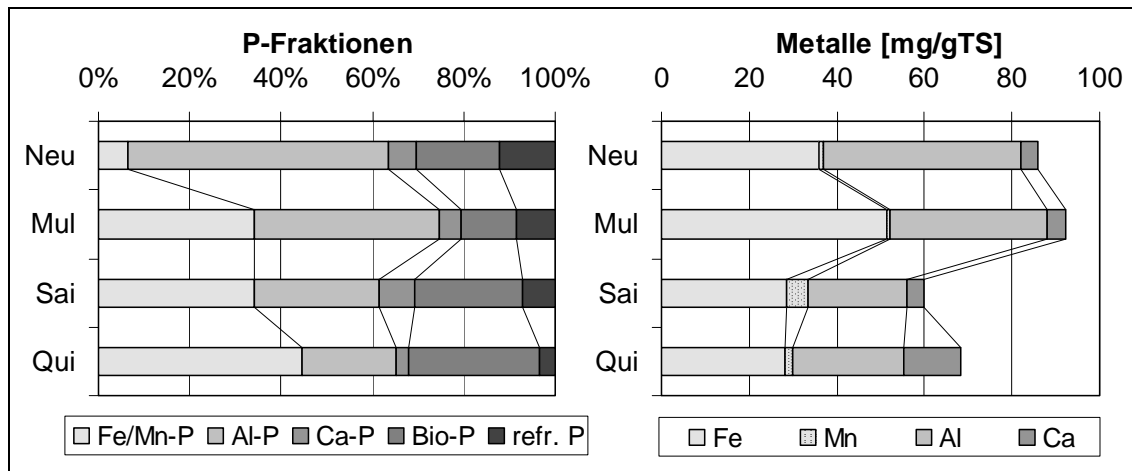 P-Fraktionen
0% 20% 40% 60% 80% 100%
Neu
Mul
Sai
Qui
Fe/Mn-P Al-P Ca-P Bio-P refr. P
Metalle [mg/gTS]
0 20 40 60 80 100
Neu
Mul
Sai
Qui
Fe Mn Al Ca